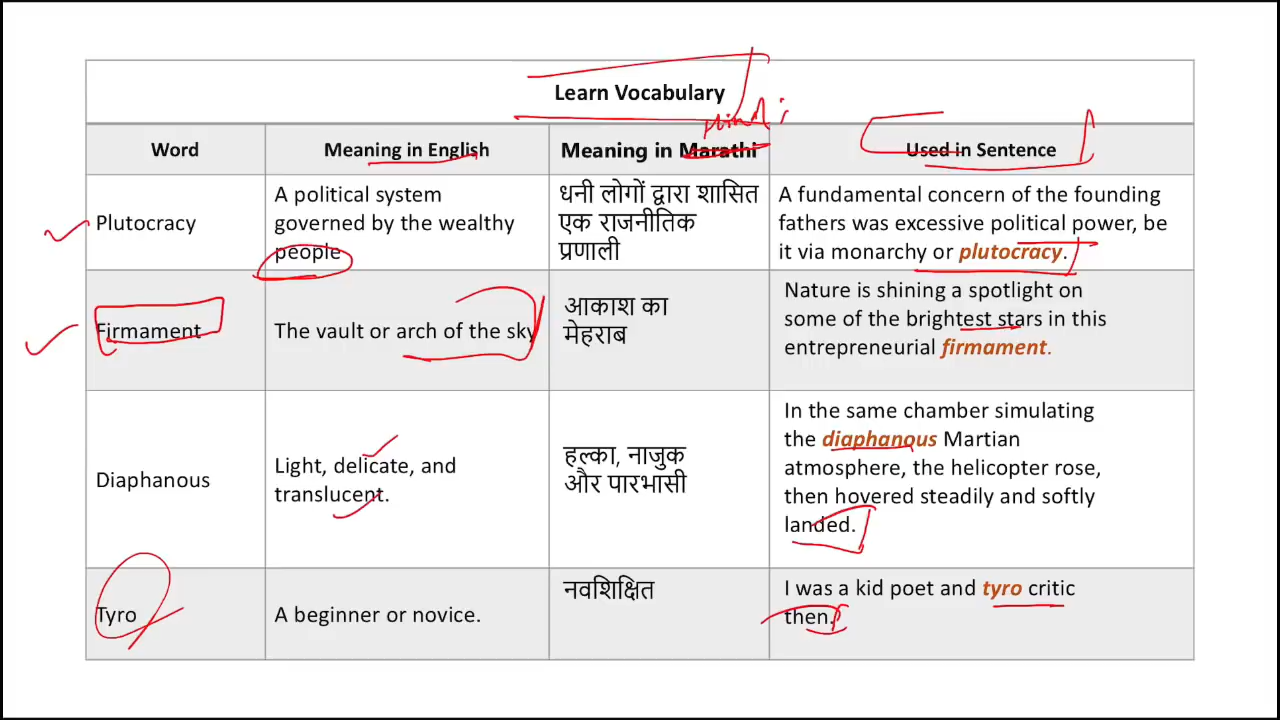 Learn Vocabulary
Hindi
Word
Meaning in English
Meaning in Marathi
Used in Sentence
Plutocracy
A political system
governed by the wealthy
people
धनी लोगों द्वारा शासित
एक राजनीतिक
प्रणाली
A fundamental concern of the founding
fathers was excessive political power, be
it via monarchy or plutocracy.
Firmament
The vault or arch of the sky
आकाश का
मेहराब
Nature is shining a spotlight on
some of the brightest stars in this
entrepreneurial firmament.
Diaphanous
Light, delicate, and
translucent.
हल्का, नाजुक
और पारभासी
In the same chamber simulating
the diaphanous Martian
atmosphere, the helicopter rose,
then hovered steadily and softly
landed.
Tyro
A beginner or novice.
नवशिक्षित
I was a kid poet and tyro critic
then.